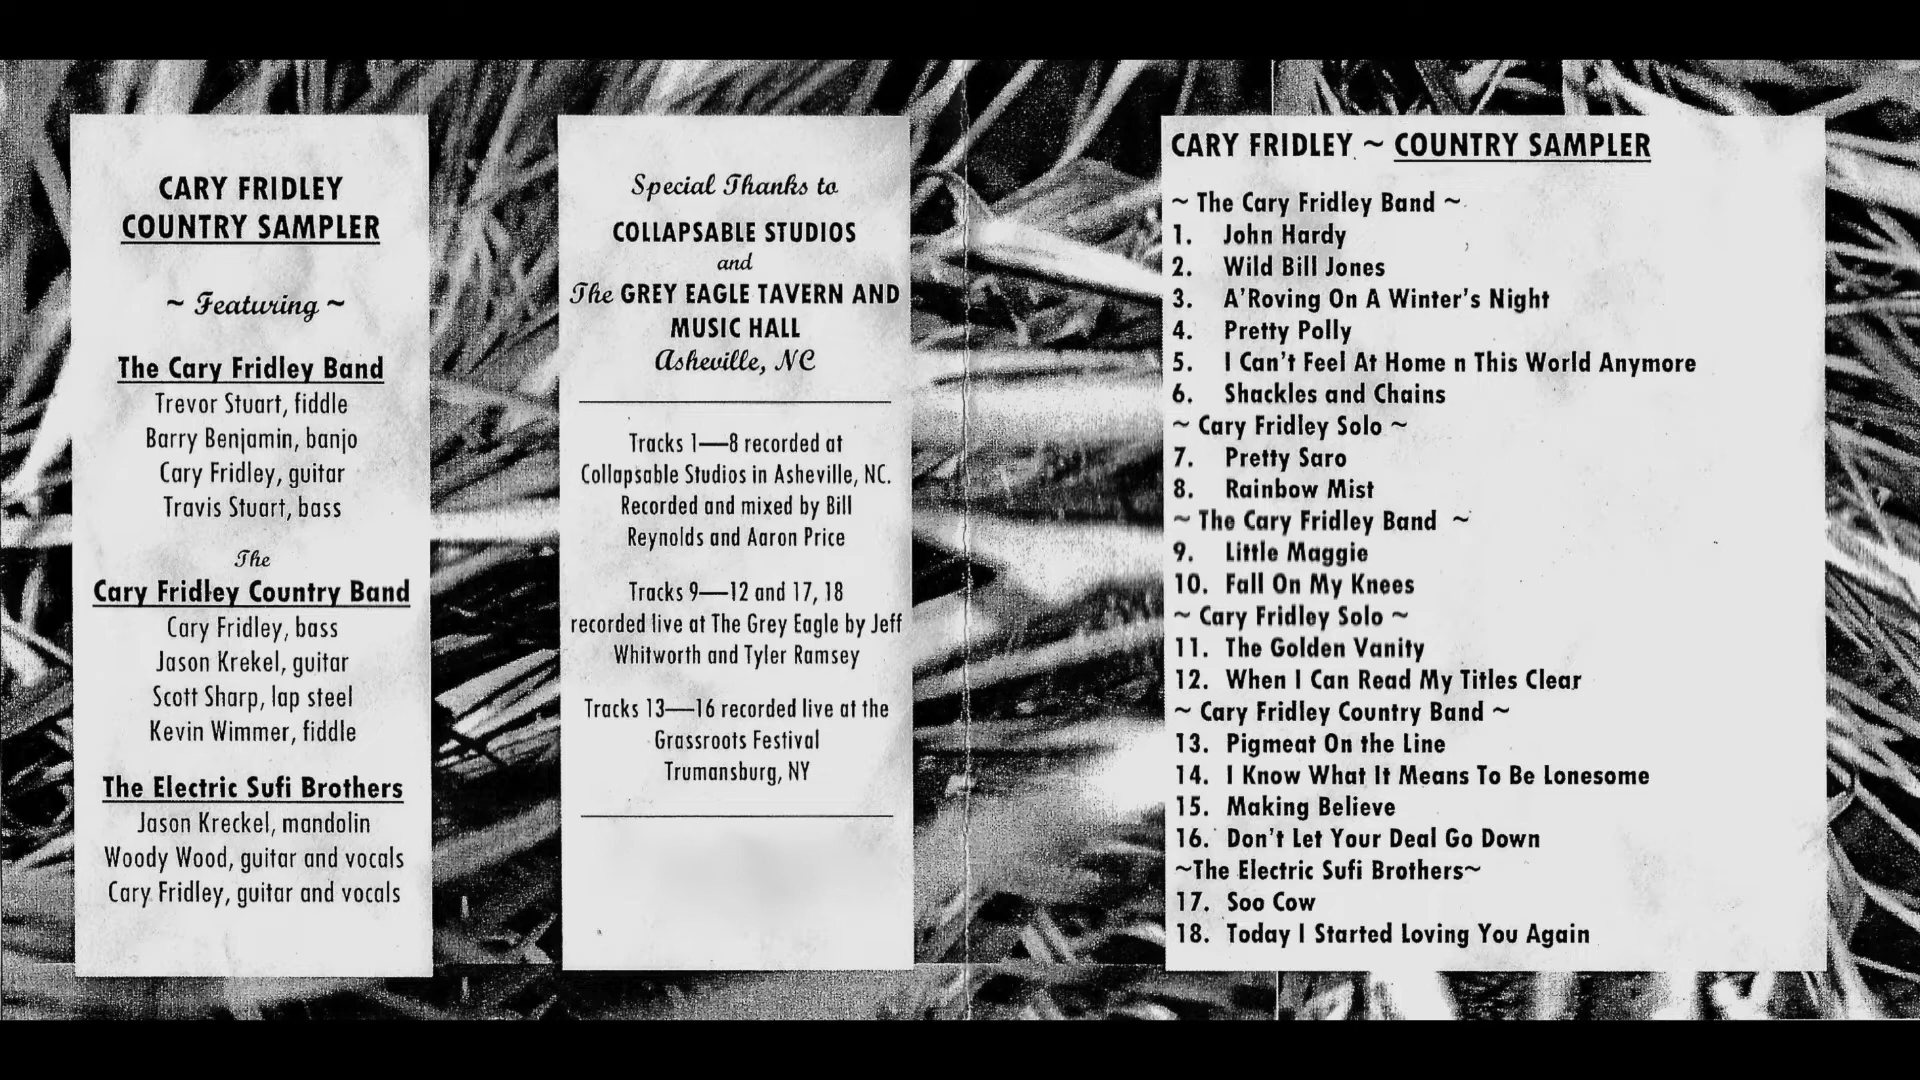 CARY FRIDLEY
COUNTRY SAMPLER
~ Featuring ~
The Cary Fridley Band
Trevor Stuart, fiddle
Barry Benjamin, banjo
Cary Fridley, guitar
Travis Stuart, bass
The
Cary Fridley Country Band
Cary Fridley, bass
Jason Krekel, guitar
Scott Sharp, lap steel
Kevin Wimmer, fiddle
The Electric Sufi Brothers
Jason Kreckel, mandolin
Woody Wood, guitar and vocals
Cary Fridley, guitar and vocals
Special Thanks to
COLLAPSABLE STUDIOS
and
The GREY EAGLE TAVERN AND
MUSIC HALL
Asheville, NC
Tracks 1—8 recorded at
Collapsable Studios in Asheville, NC.
Recorded and mixed by Bill
Reynolds and Aaron Price
Tracks 9—12 and 17, 18
recorded live at The Grey Eagle by Jeff
Whitworth and Tyler Ramsey
Tracks 13—16 recorded live at the
Grassroots Festival
Trumansburg, NY
CARY FRIDLEY ~ COUNTRY SAMPLER
~ The Cary Fridley Band ~
1. John Hardy
2. Wild Bill Jones
3. A'Roving On A Winter's Night
4. Pretty Polly
5. I Can't Feel At Home n This World Anymore
6. Shackles and Chains
~ Cary Fridley Solo ~
7. Pretty Saro
8. Rainbow Mist
~ The Cary Fridley Band ~
9. Little Maggie
10. Fall On My Knees
~ Cary Fridley Solo ~
11. The Golden Vanity
12. When I Can Read My Titles Clear
~ Cary Fridley Country Band ~
13. Pigmeat On the Line
14. I Know What It Means To Be Lonesome
15. Making Believe
16. Don't Let Your Deal Go Down
~The Electric Sufi Brothers~
17. Soo Cow
18. Today I Started Loving You Again